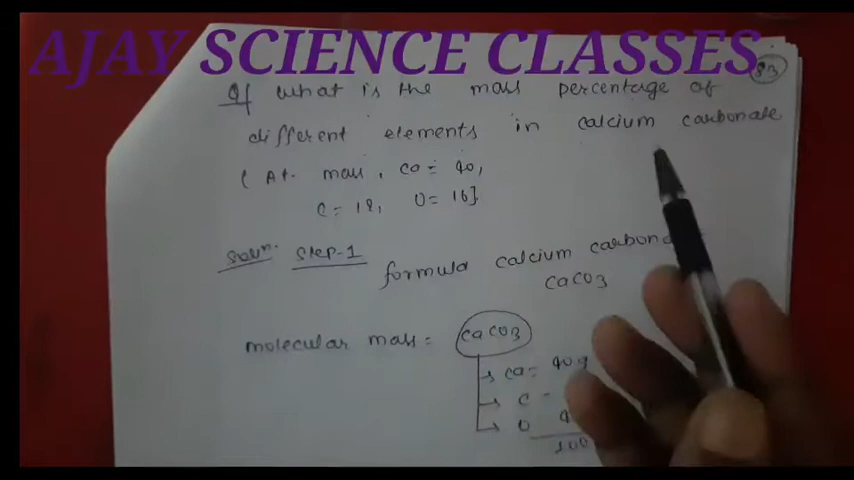 AJAY SCIENCE CLASSES
83
Q/ what is the mass percentage of
different elements in calcium carbonate
( At. mass, ca = 40,
C = 12, O = 16]
Soln. Step-1
formula calcium carbon
CaCO3
molecular mass = CaCO3
→ ca = 40g
→ c -
→ O
100